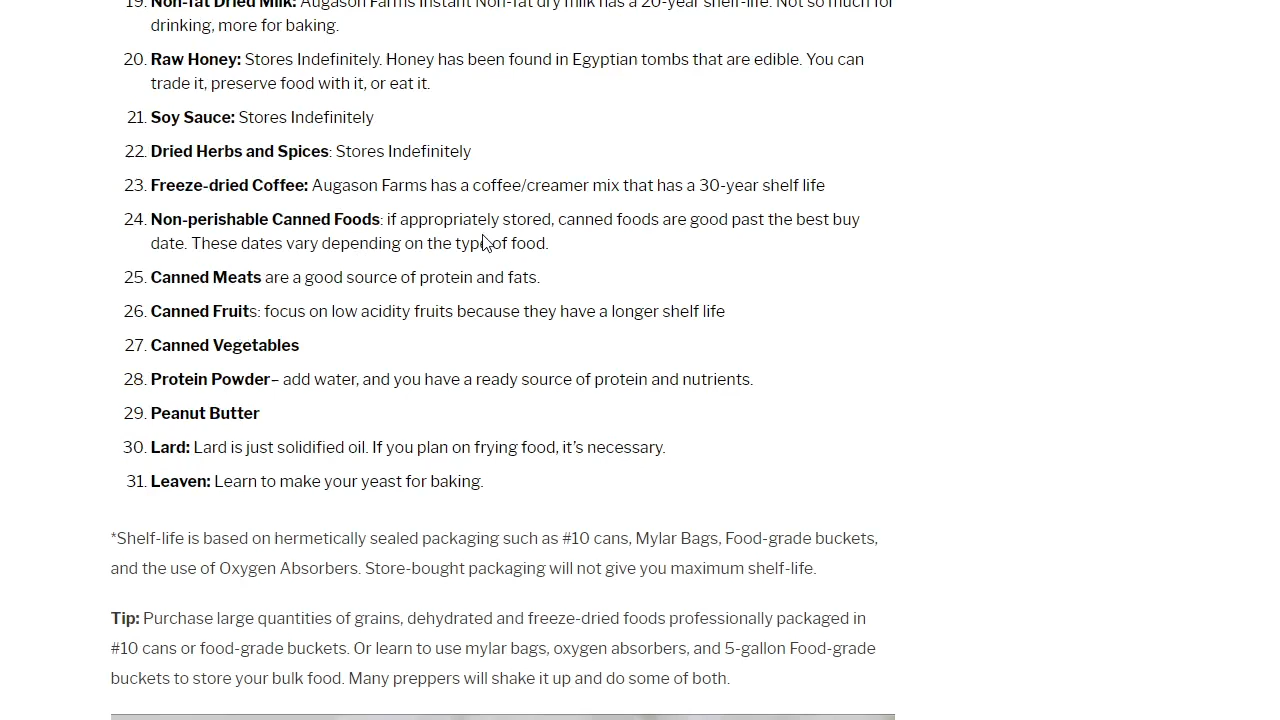 19. Non-fat Dried Milk: Augason Farms Instant Non-fat dry milk has a 20-year shelf-life. Not so much for
drinking, more for baking.
20. Raw Honey: Stores Indefinitely. Honey has been found in Egyptian tombs that are edible. You can
trade it, preserve food with it, or eat it.
21. Soy Sauce: Stores Indefinitely
22. Dried Herbs and Spices: Stores Indefinitely
23. Freeze-dried Coffee: Augason Farms has a coffee/creamer mix that has a 30-year shelf life
24. Non-perishable Canned Foods: if appropriately stored, canned foods are good past the best buy
date. These dates vary depending on the type of food.
25. Canned Meats are a good source of protein and fats.
26. Canned Fruits: focus on low acidity fruits because they have a longer shelf life
27. Canned Vegetables
28. Protein Powder– add water, and you have a ready source of protein and nutrients.
29. Peanut Butter
30. Lard: Lard is just solidified oil. If you plan on frying food, it’s necessary.
31. Leaven: Learn to make your yeast for baking.
*Shelf-life is based on hermetically sealed packaging such as #10 cans, Mylar Bags, Food-grade buckets,
and the use of Oxygen Absorbers. Store-bought packaging will not give you maximum shelf-life.
Tip: Purchase large quantities of grains, dehydrated and freeze-dried foods professionally packaged in
#10 cans or food-grade buckets. Or learn to use mylar bags, oxygen absorbers, and 5-gallon Food-grade
buckets to store your bulk food. Many preppers will shake it up and do some of both.